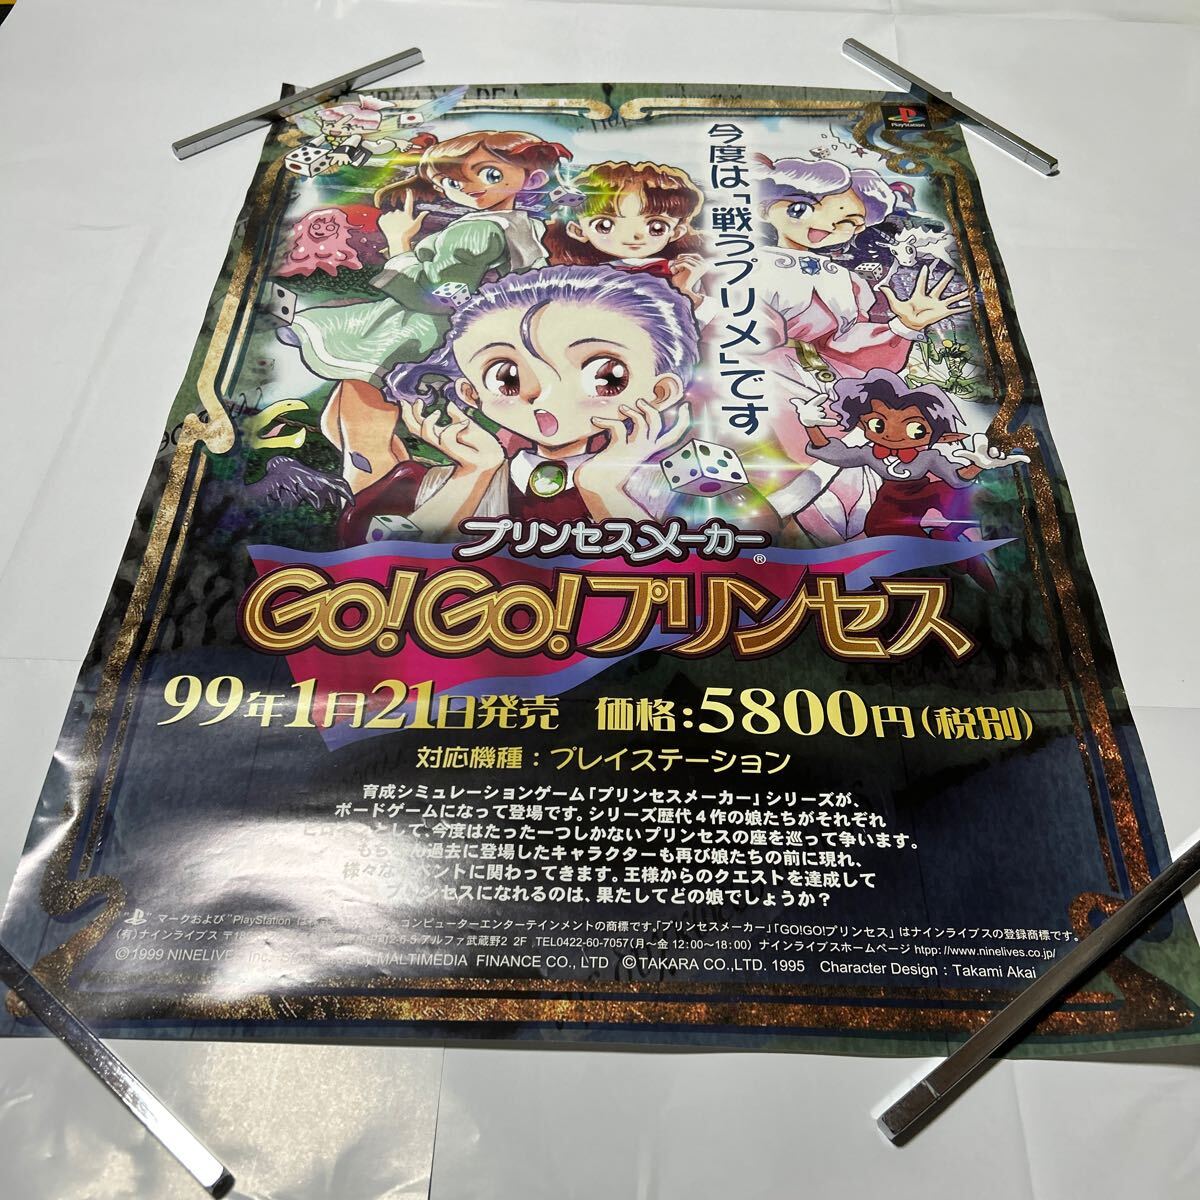 PlayStation
今度は「戦うプリメ」です
プリンセスメーカー®
GO!GO!プリンセス
99年1月21日発売 価格:5800円(税別)
対応機種:プレイステーション
育成シミュレーションゲーム「プリンセスメーカー」シリーズが、
ボードゲームになって登場です。シリーズ歴代4作の娘たちがそれぞれ
として、今度はたった一つしかないプリンセスの座を巡って争います。
過去に登場したキャラクターも再び娘たちの前に現れ、
様々な ベントに関わってきます。王様からのクエストを達成して
ンセスになれるのは、果たしてどの娘でしょうか?
" "マークおよび"PlayStation" コンピューターエンターテインメントの商標です。「プリンセスメーカー」「GO!GO!プリンセス」はナインライブスの登録商標です。
(有)ナインライブス 2-6-5 アルファ武蔵野2 2F TEL0422-60-7057(月〜金 12:00〜18:00) ナインライブスホームページ htpp://www.ninelives.co.jp/
©1999 NINELIVES Inc. MALTIMEDIA FINANCE CO., LTD ©TAKARA CO.,LTD. 1995 Character Design : Takami Akai